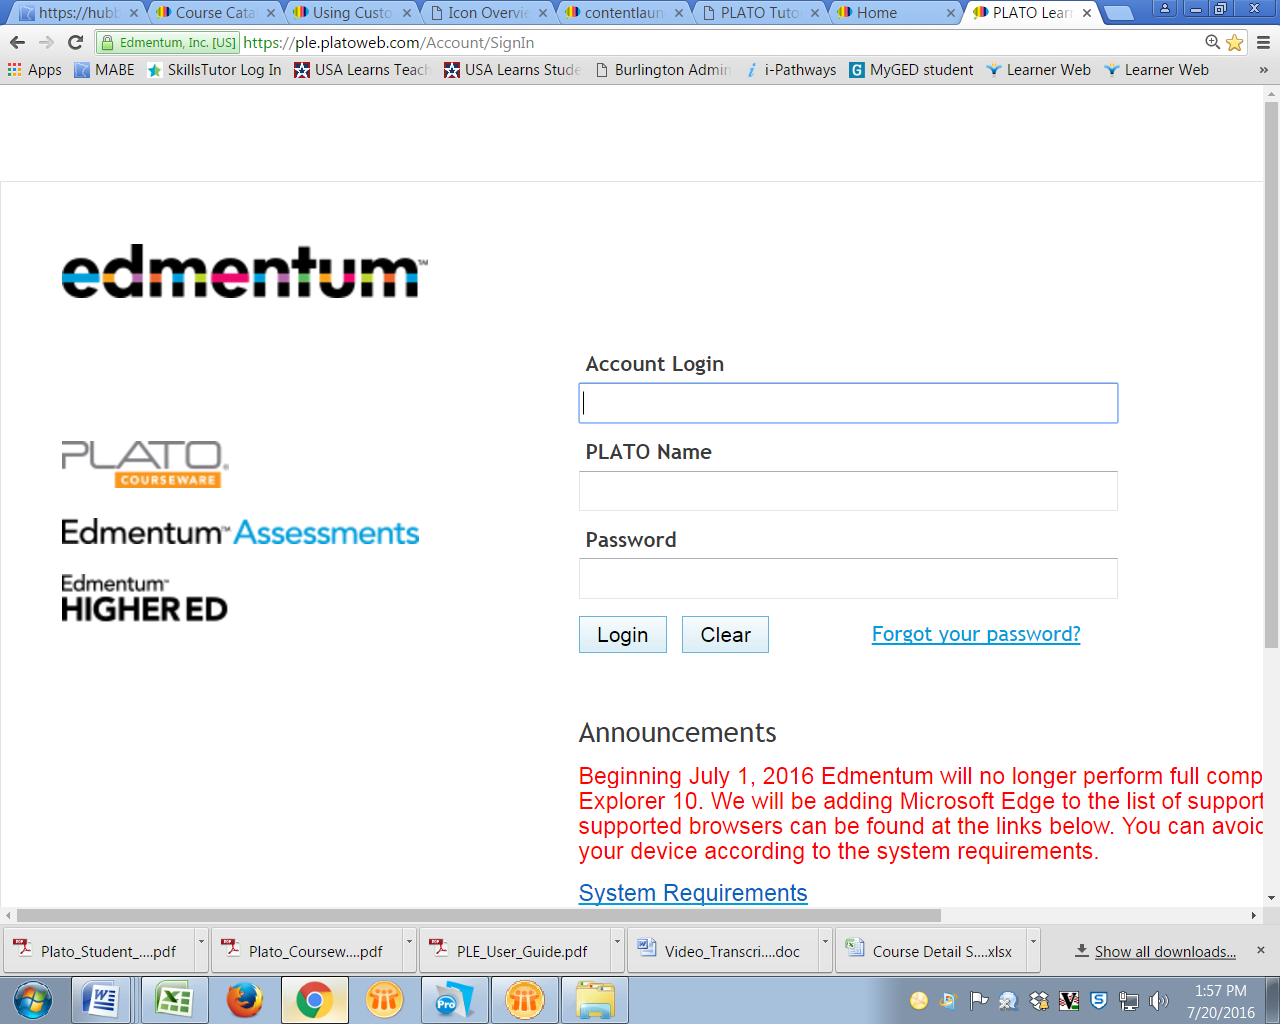 https://hubb
Course Cata
Using Custo
Icon Overvie
contentlaun
PLATO Tuto
Home
PLATO Lear
Edmentum, Inc. [US] https://ple.platoweb.com/Account/SignIn
Apps
MABE
SkillsTutor Log In
USA Learns Teach
USA Learns Stude
Burlington Admin
i-Pathways
MyGED student
Learner Web
Learner Web
»
edmentum™
Account Login
PLATO Name
Password
PLATO®
COURSEWARE
Edmentum™ Assessments
Edmentum™
HIGHER ED
Login
Clear
Forgot your password?
Announcements
Beginning July 1, 2016 Edmentum will no longer perform full comp
Explorer 10. We will be adding Microsoft Edge to the list of support
supported browsers can be found at the links below. You can avoid
your device according to the system requirements.
System Requirements
Plato_Student_....pdf
Plato_Coursew....pdf
PLE_User_Guide.pdf
Video_Transcri....doc
Course Detail S....xlsx
Show all downloads...
Pro
1:57 PM
7/20/2016